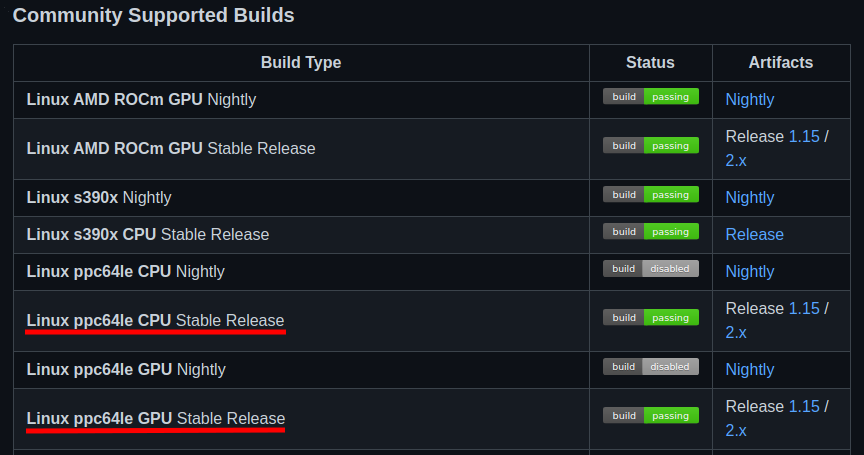 Community Supported Builds
Build Type Status Artifacts
Linux AMD ROCm GPU Nightly build passing Nightly
Linux AMD ROCm GPU Stable Release build passing Release 1.15 /
2.x
Linux s390x Nightly build passing Nightly
Linux s390x CPU Stable Release build passing Release
Linux ppc64le CPU Nightly build disabled Nightly
Linux ppc64le CPU Stable Release build passing Release 1.15 /
2.x
Linux ppc64le GPU Nightly build disabled Nightly
Linux ppc64le GPU Stable Release build passing Release 1.15 /
2.x